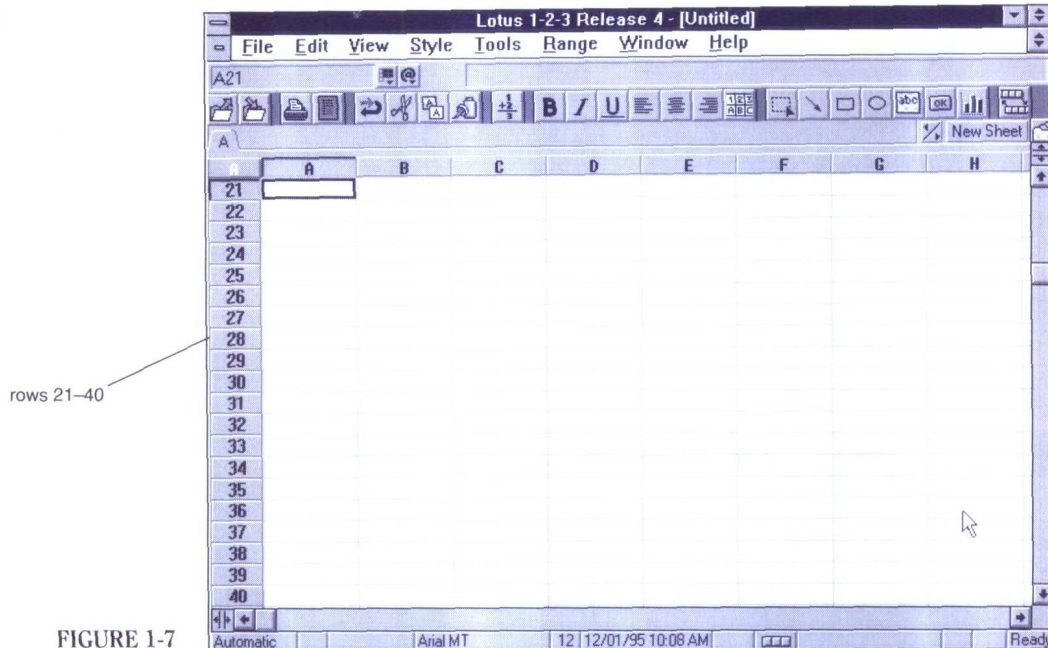 Lotus 1-2-3 Release 4 - [Untitled]
File Edit View Style Tools Range Window Help
A21
B I U abc OK
A New Sheet
A A B C D E F G H
21
22
23
24
25
26
27
28
29
30
31
32
33
34
35
36
37
38
39
40
rows 21–40
Automatic Arial MT 12 12/01/95 10:08 AM Ready
FIGURE 1-7